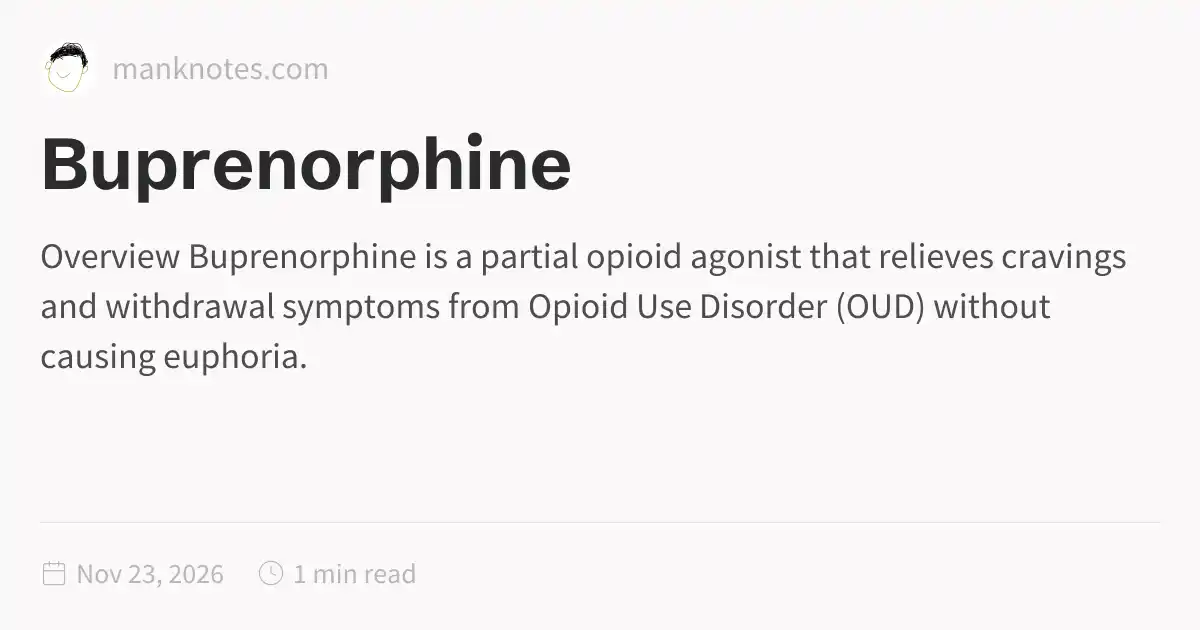 manknotes.com
Buprenorphine
Overview Buprenorphine is a partial opioid agonist that relieves cravings
and withdrawal symptoms from Opioid Use Disorder (OUD) without
causing euphoria.
Nov 23, 2026 1 min read